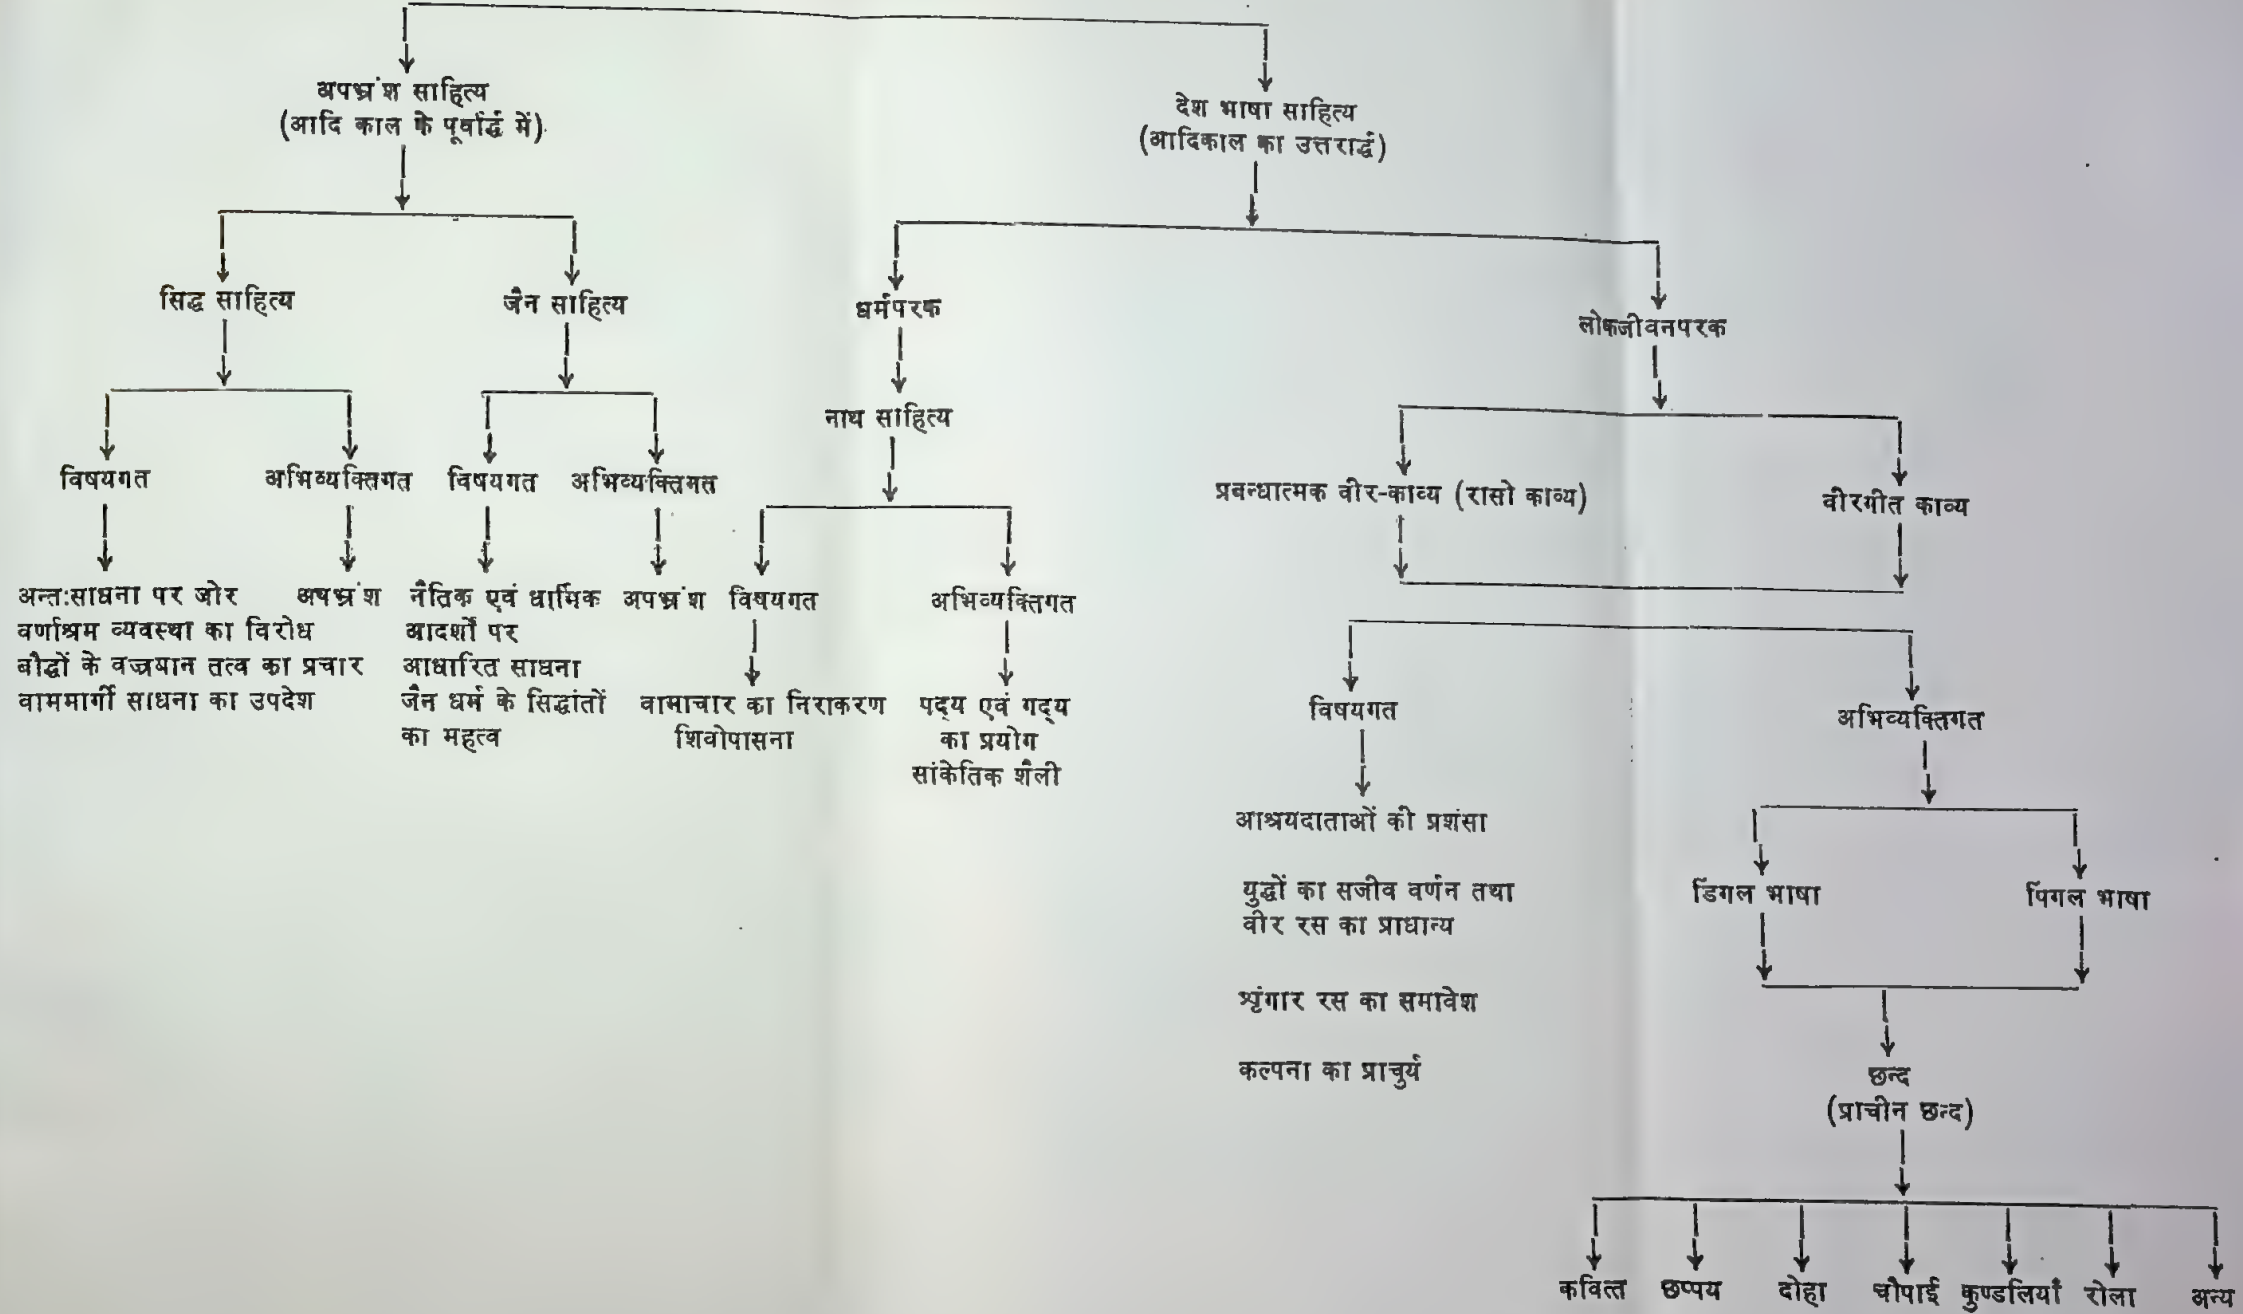 अपभ्रंश साहित्य
(आदि काल के पूर्वार्द्ध में)
देश भाषा साहित्य
(आदिकाल का उत्तरार्द्ध)
सिद्ध साहित्य
जैन साहित्य
धर्मपरक
लोकजीवनपरक
नाथ साहित्य
विषयगत
अभिव्यक्तिगत
विषयगत
अभिव्यक्तिगत
प्रबन्धात्मक वीर-काव्य (रासो काव्य)
वीरगीत काव्य
अन्तःसाधना पर जोर
वर्णाश्रम व्यवस्था का विरोध
बौद्धों के वज्रयान तत्व का प्रचार
वाममार्गी साधना का उपदेश
अपभ्रंश
नैतिक एवं धार्मिक
आदर्शों पर
आधारित साधना
जैन धर्म के सिद्धांतों
का महत्व
अपभ्रंश
विषयगत
अभिव्यक्तिगत
वामाचार का निराकरण
शिवोपासना
पद्य एवं गद्य
का प्रयोग
सांकेतिक शैली
विषयगत
अभिव्यक्तिगत
आश्रयदाताओं की प्रशंसा
युद्धों का सजीव वर्णन तथा
वीर रस का प्राधान्य
श्रृंगार रस का समावेश
कल्पना का प्राचुर्य
डिंगल भाषा
पिंगल भाषा
छन्द
(प्राचीन छन्द)
कवित्त
छप्पय
दोहा
चौपाई
कुण्डलियाँ
रोला
अन्य